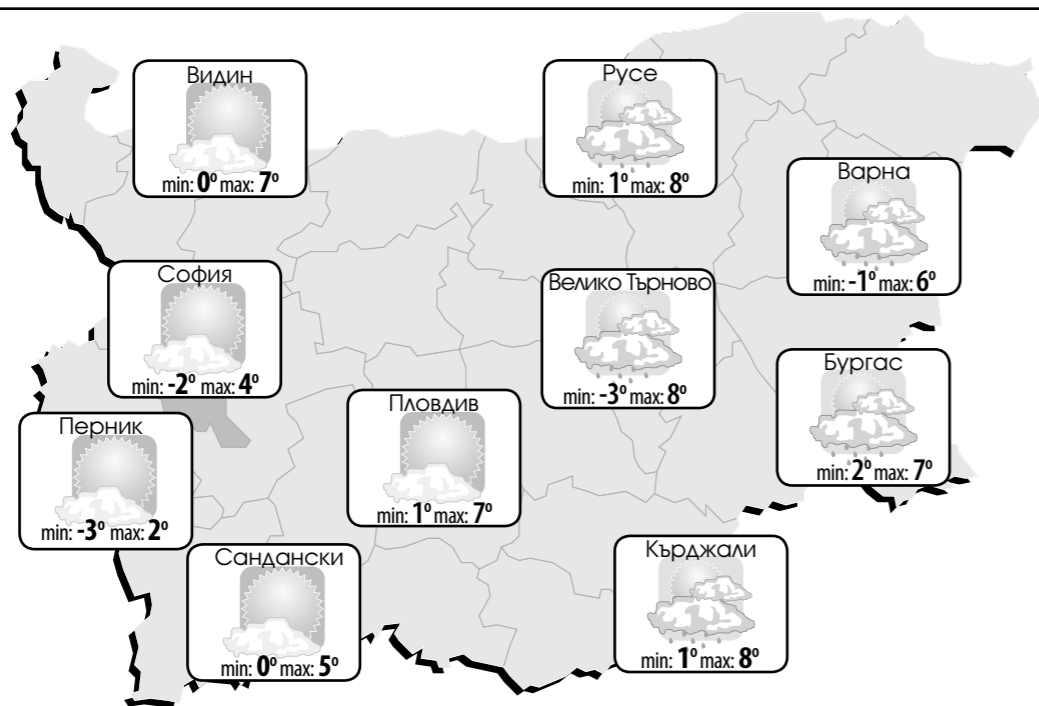 Видин
min: 0° max: 7°
Русе
min: 1° max: 8°
Варна
min: -1° max: 6°
София
min: -2° max: 4°
Велико Търново
min: -3° max: 8°
Бургас
min: 2° max: 7°
Пловдив
min: 1° max: 7°
Перник
min: -3° max: 2°
Сандански
min: 0° max: 5°
Кърджали
min: 1° max: 8°